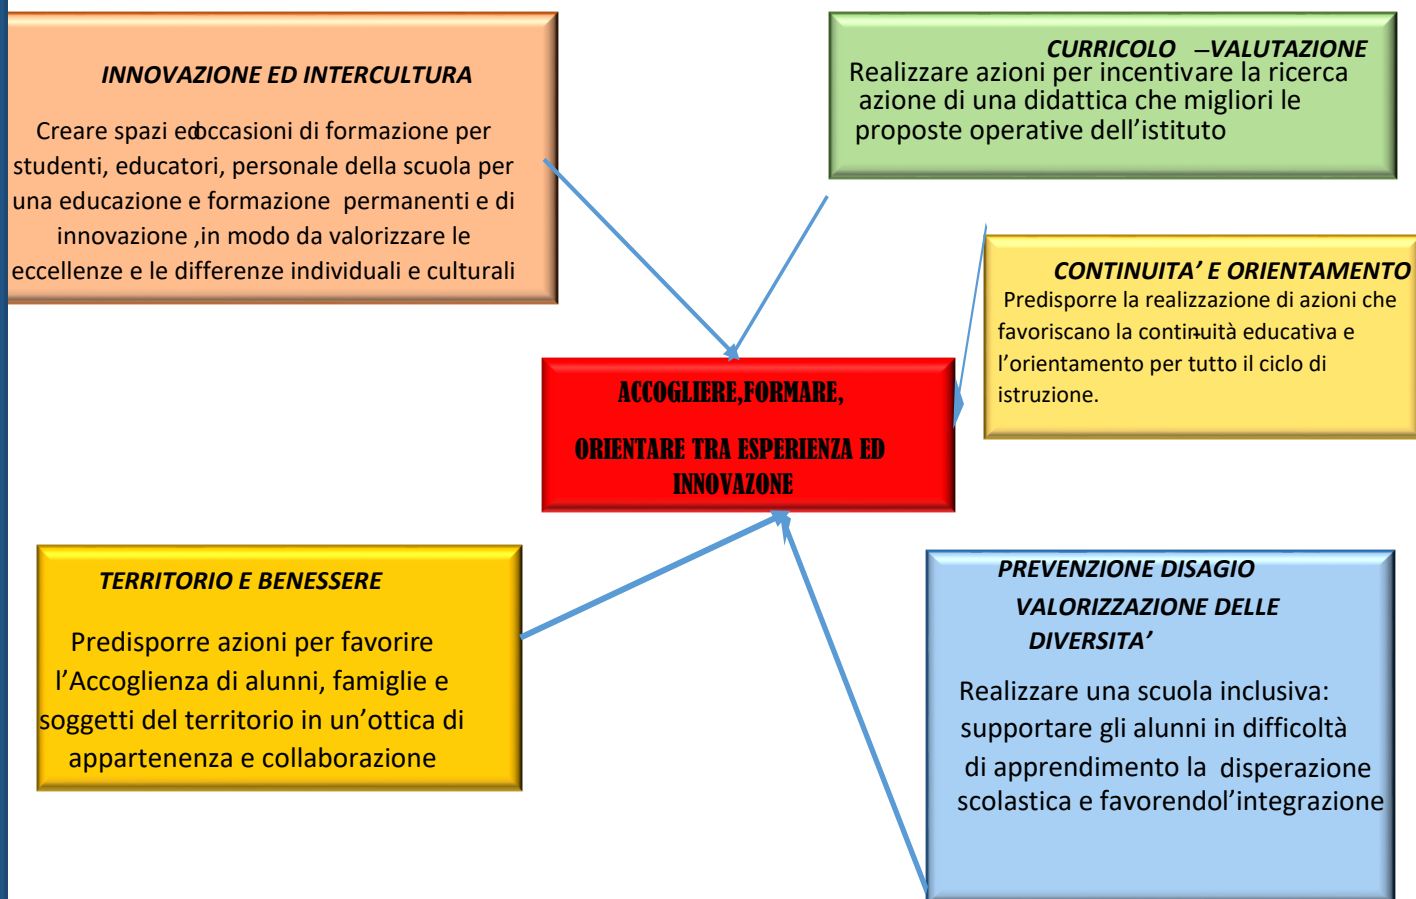 INNOVAZIONE ED INTERCULTURA
Creare spazi ed occasioni di formazione per
studenti, educatori, personale della scuola per
una educazione e formazione permanenti e di
innovazione ,in modo da valorizzare le
eccellenze e le differenze individuali e culturali
CURRICOLO –VALUTAZIONE
Realizzare azioni per incentivare la ricerca
azione di una didattica che migliori le
proposte operative dell’istituto
CONTINUITA’ E ORIENTAMENTO
Predisporre la realizzazione di azioni che
favoriscano la continuità educativa e
l’orientamento per tutto il ciclo di
istruzione.
ACCOGLIERE,FORMARE,
ORIENTARE TRA ESPERIENZA ED
INNOVAZONE
TERRITORIO E BENESSERE
Predisporre azioni per favorire
l’Accoglienza di alunni, famiglie e
soggetti del territorio in un’ottica di
appartenenza e collaborazione
PREVENZIONE DISAGIO
VALORIZZAZIONE DELLE
DIVERSITA’
Realizzare una scuola inclusiva:
supportare gli alunni in difficoltà
di apprendimento la disperazione
scolastica e favorendol’integrazione